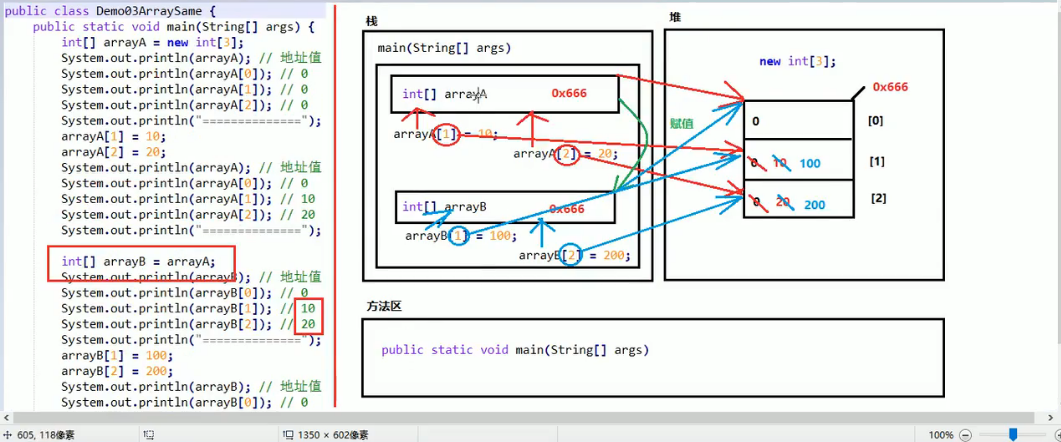 public class Demo03ArraySame {
public static void main(String[] args) {
int[] arrayA = new int[3];
System.out.println(arrayA); // 地址值
System.out.println(arrayA[0]); // 0
System.out.println(arrayA[1]); // 0
System.out.println(arrayA[2]); // 0
System.out.println("==============");
arrayA[1] = 10;
arrayA[2] = 20;
System.out.println(arrayA); // 地址值
System.out.println(arrayA[0]); // 0
System.out.println(arrayA[1]); // 10
System.out.println(arrayA[2]); // 20
System.out.println("==============");
int[] arrayB = arrayA;
System.out.println(arrayB); // 地址值
System.out.println(arrayB[0]); // 0
System.out.println(arrayB[1]); // 10
System.out.println(arrayB[2]); // 20
System.out.println("==============");
arrayB[1] = 100;
arrayB[2] = 200;
System.out.println(arrayB); // 地址值
System.out.println(arrayB[0]); // 0
栈
main(String[] args)
int[] arrayA 0x666
arrayA[1] = 10;
arrayA[2] = 20;
赋值
int[] arrayB 0x666
arrayB[1] = 100;
arrayB[2] = 200;
堆
new int[3];
0x666
0 [0]
0 10 100 [1]
0 20 200 [2]
方法区
public static void main(String[] args)
605, 118像素
1350 × 602像素
100%